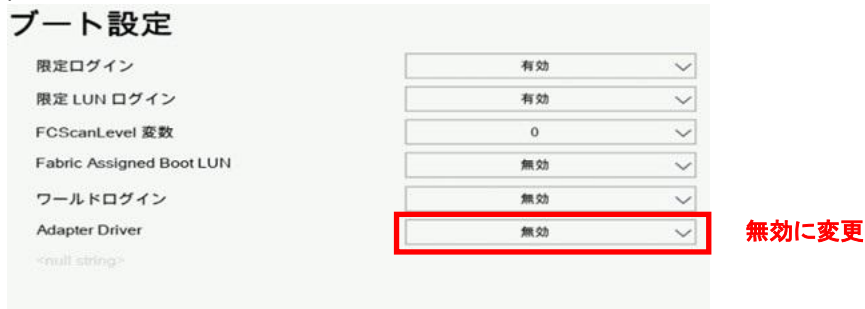 ブート設定
限定ログイン 有効
限定 LUN ログイン 有効
FCScanLevel 変数 0
Fabric Assigned Boot LUN 無効
ワールドログイン 無効
Adapter Driver 無効 無効に変更
<null string>